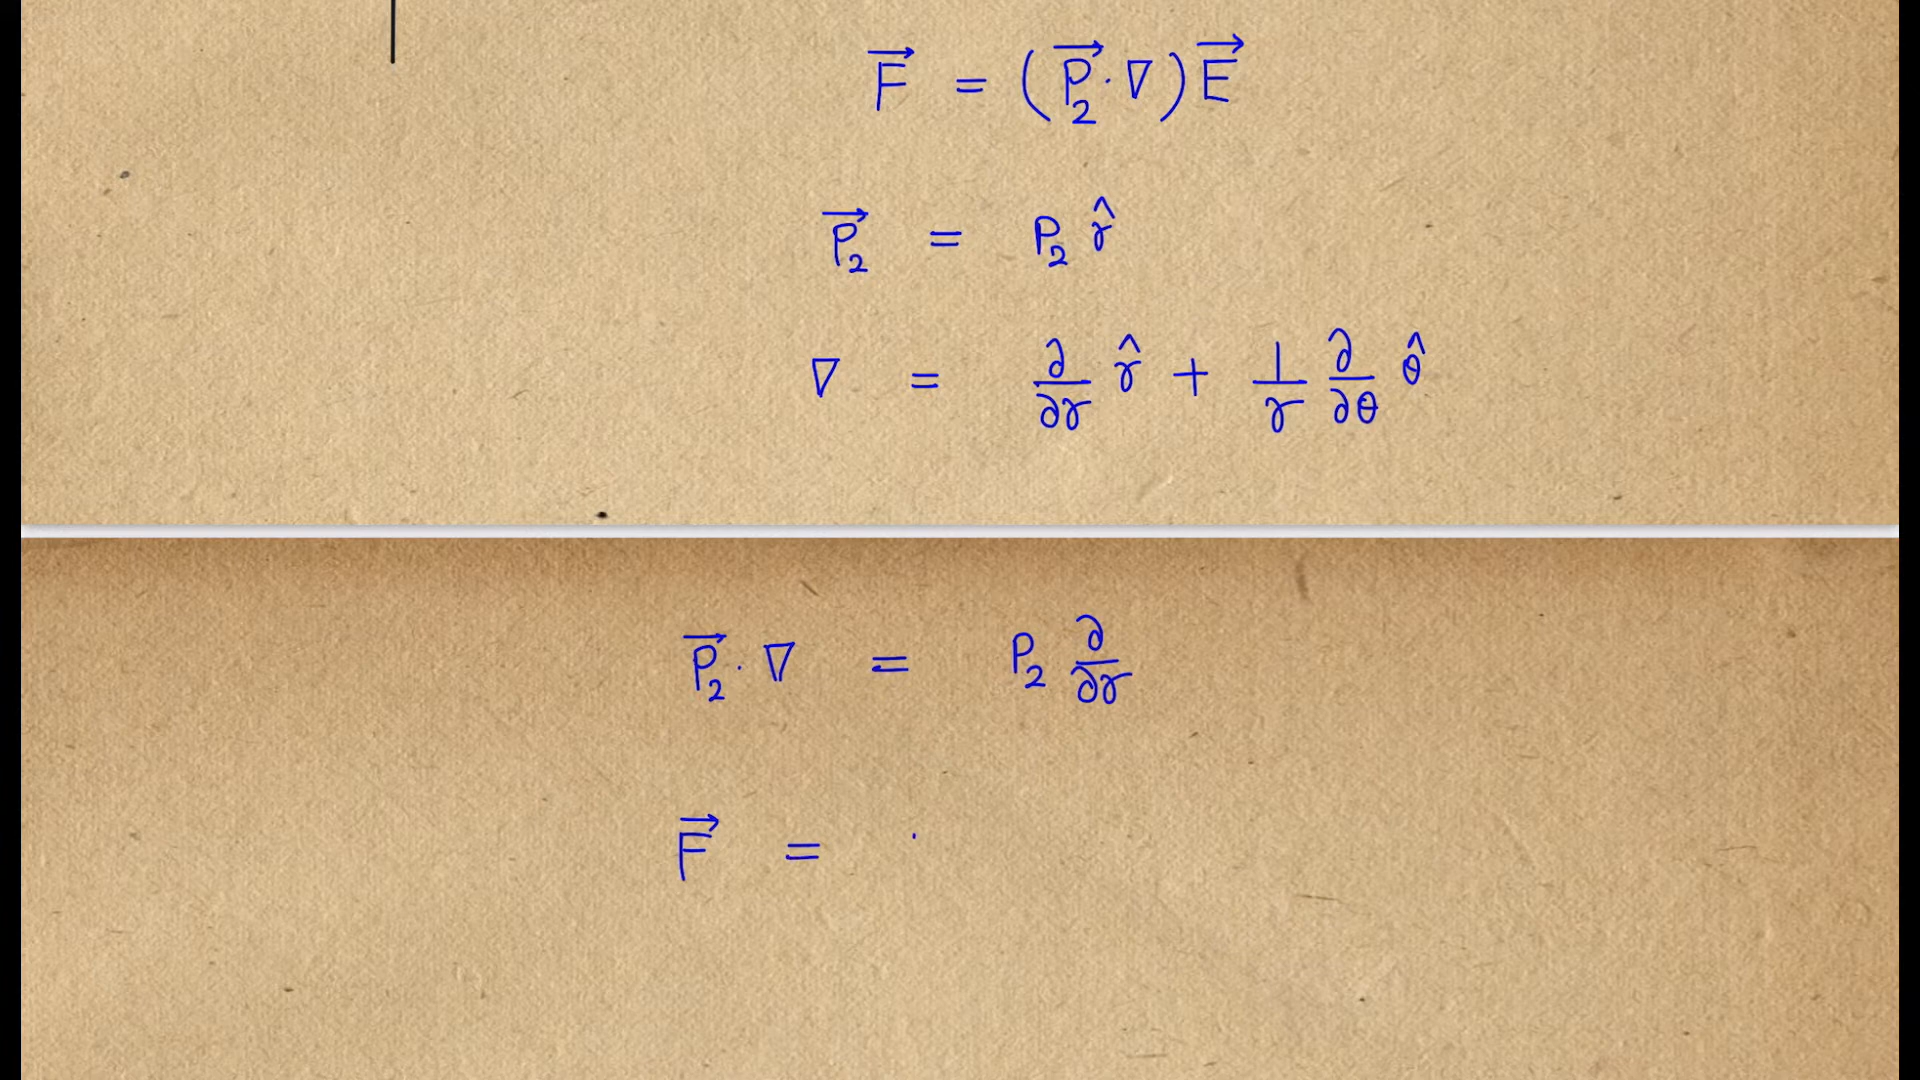 F⃗ = (P⃗₂ · ∇) E⃗
P⃗₂ = P₂ r̂
∇ = ∂/∂r r̂ + 1/r ∂/∂θ θ̂
P⃗₂ · ∇ = P₂ ∂/∂r
F⃗ =